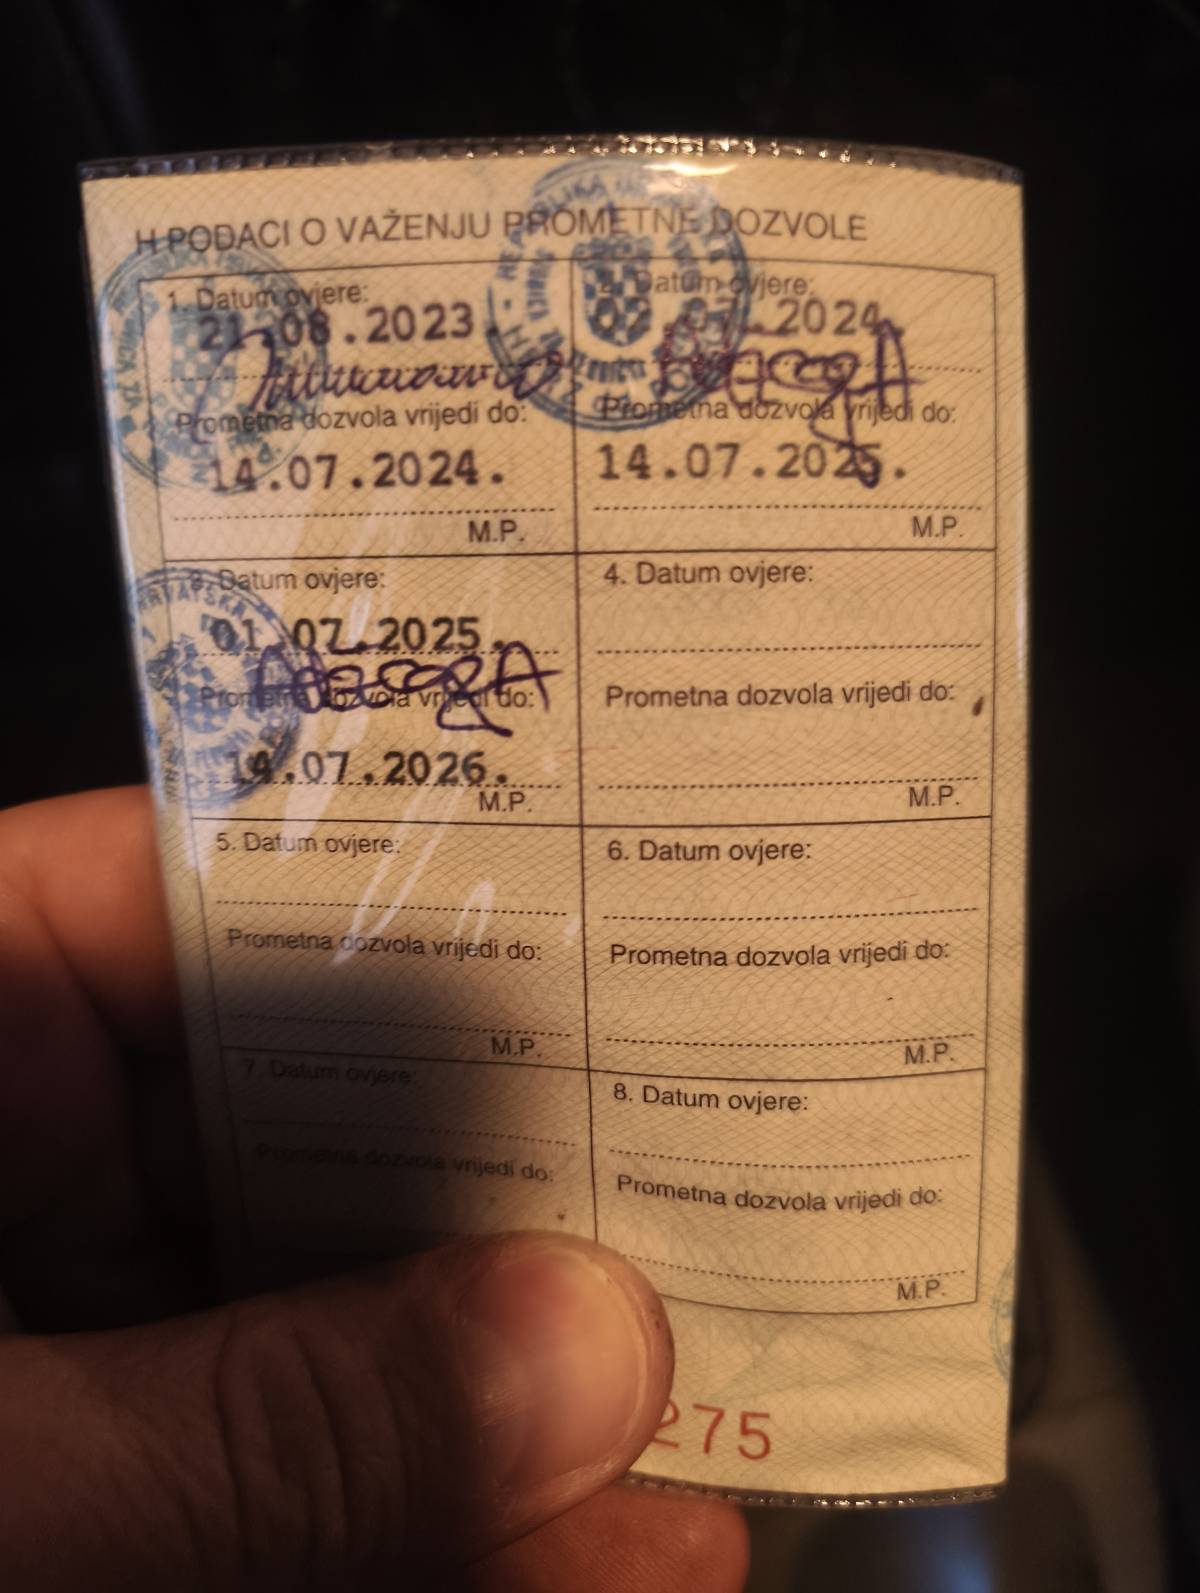 H PODACI O VAŽENJU PROMETNE DOZVOLE
1. Datum ovjere:
21.08.2023.
Prometna dozvola vrijedi do:
14.07.2024.
M.P.
2. Datum ovjere:
07.2024.
Prometna dozvola vrijedi do:
14.07.2025.
M.P.
3. Datum ovjere:
01.07.2025.
Prometna dozvola vrijedi do:
14.07.2026.
M.P.
4. Datum ovjere:
Prometna dozvola vrijedi do:
M.P.
5. Datum ovjere:
Prometna dozvola vrijedi do:
M.P.
6. Datum ovjere:
Prometna dozvola vrijedi do:
M.P.
7. Datum ovjere:
Prometna dozvola vrijedi do:
8. Datum ovjere:
Prometna dozvola vrijedi do:
M.P.
275